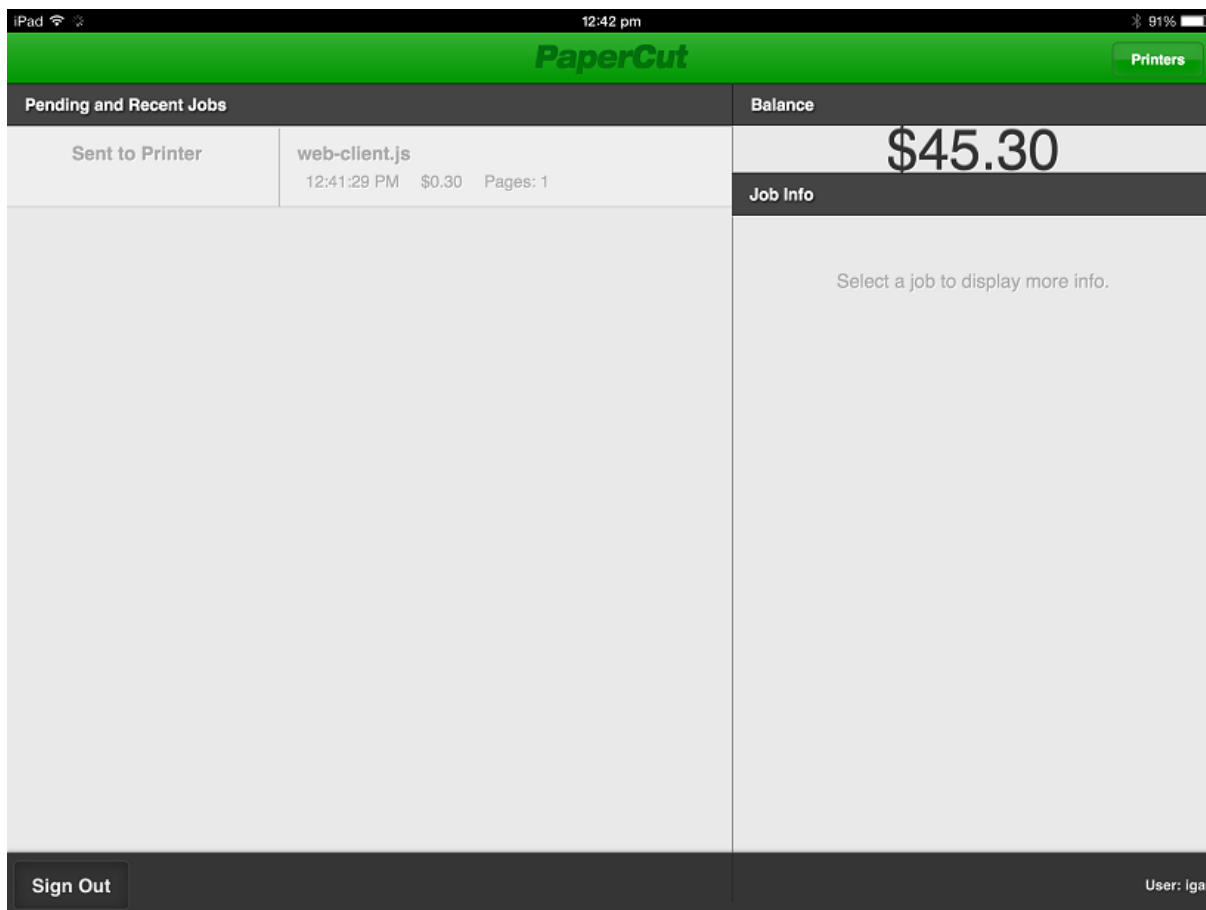 iPad 12:42 pm 91%
PaperCut Printers
Pending and Recent Jobs
Balance
Sent to Printer
web-client.js
12:41:29 PM $0.30 Pages: 1
$45.30
Job Info
Select a job to display more info.
Sign Out
User: iga